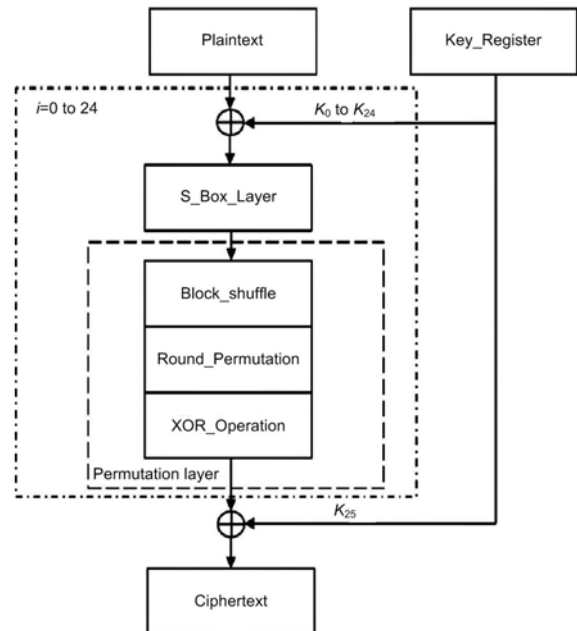 Plaintext
Key_Register
i=0 to 24
K0 to K24
S_Box_Layer
Block_shuffle
Round_Permutation
XOR_Operation
Permutation layer
K25
Ciphertext